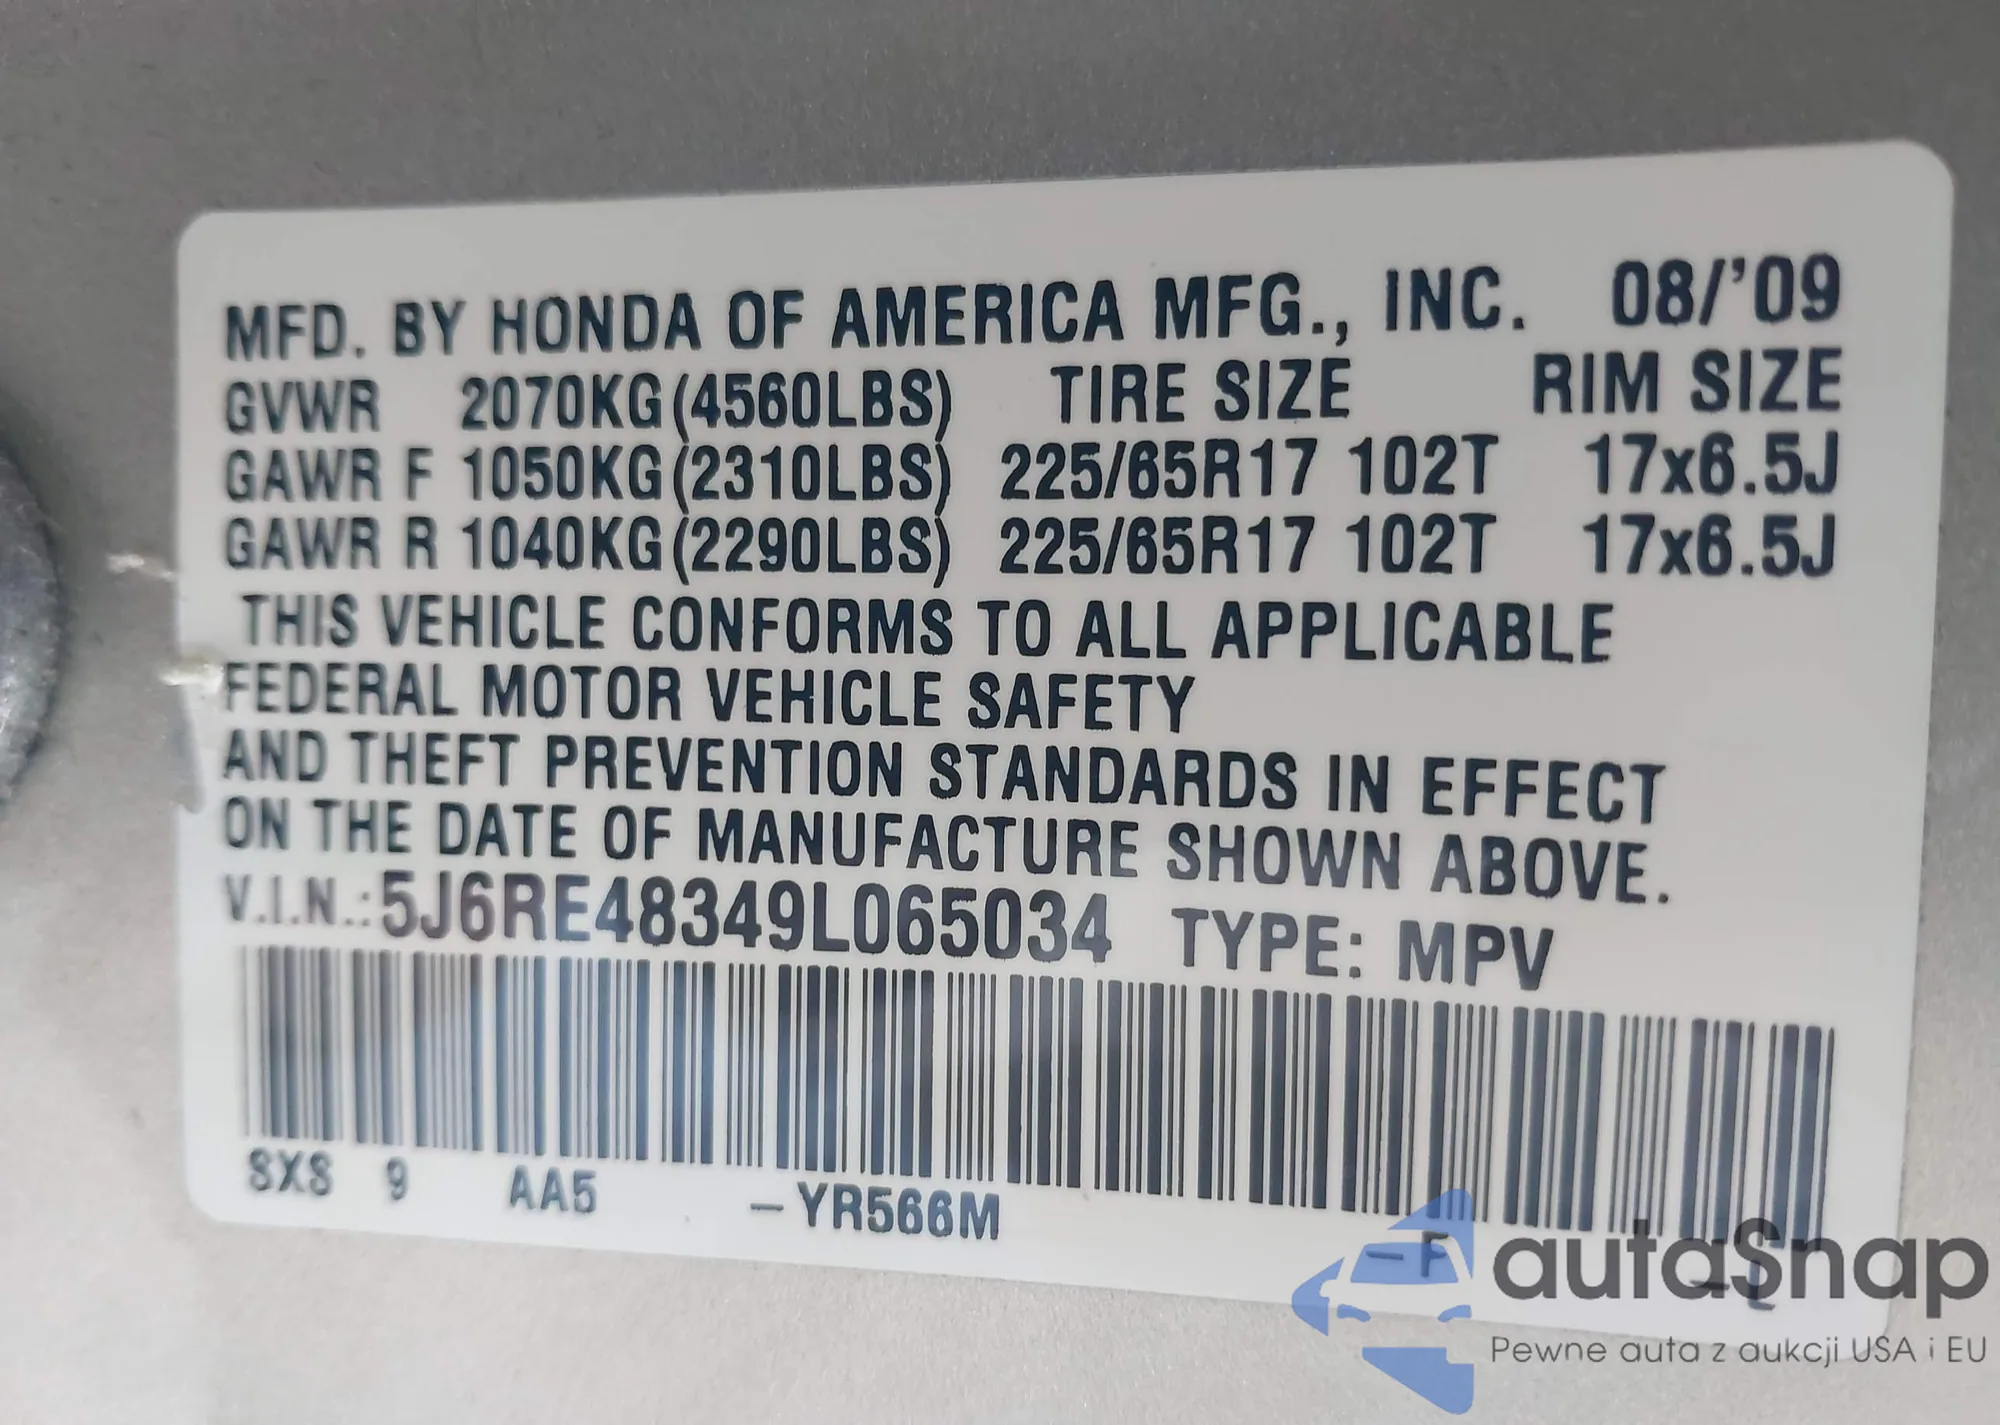 MFD. BY HONDA OF AMERICA MFG., INC. 08/'09
GVWR 2070KG(4560LBS) TIRE SIZE RIM SIZE
GAWR F 1050KG(2310LBS) 225/65R17 102T 17x6.5J
GAWR R 1040KG(2290LBS) 225/65R17 102T 17x6.5J
THIS VEHICLE CONFORMS TO ALL APPLICABLE
FEDERAL MOTOR VEHICLE SAFETY
AND THEFT PREVENTION STANDARDS IN EFFECT
ON THE DATE OF MANUFACTURE SHOWN ABOVE.
V.I.N.:5J6RE48349L065034 TYPE: MPV
SXS 9 AA5 -YR566M
autaSnap
Pewne auta z aukcji USA i EU